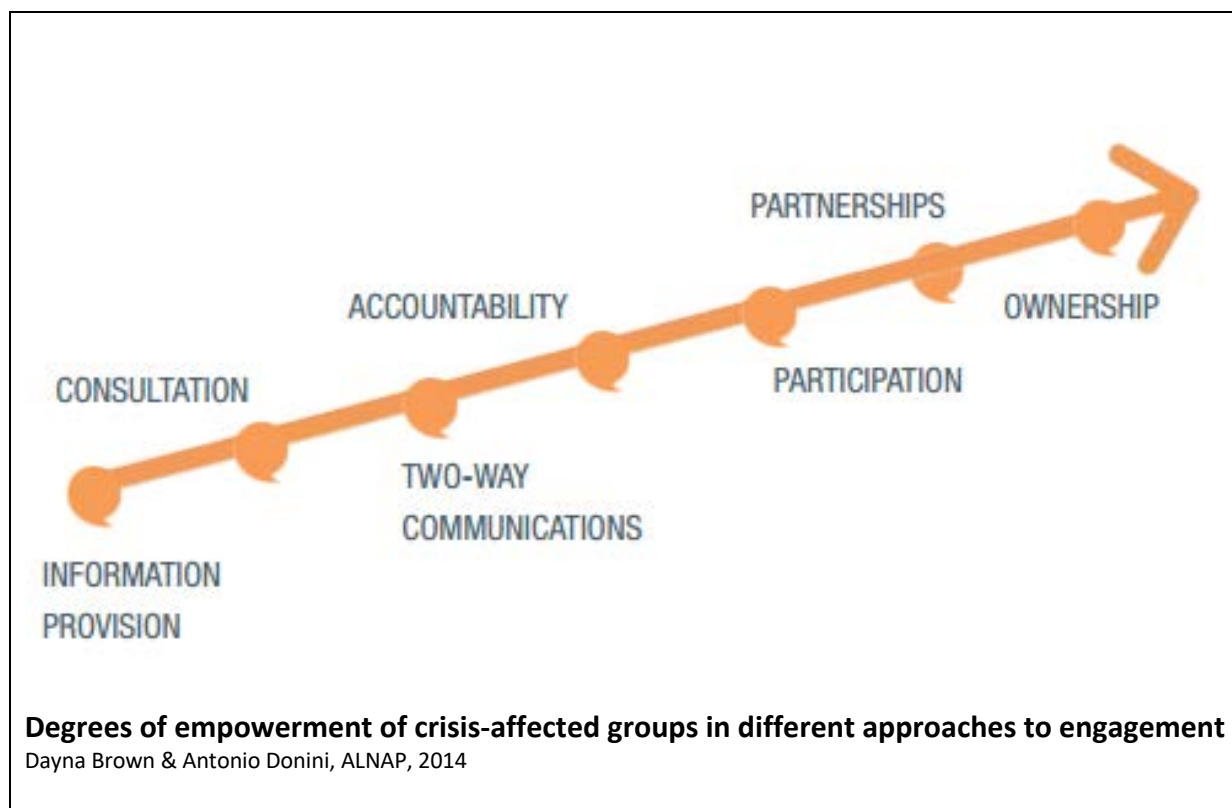 PARTNERSHIPS
OWNERSHIP
ACCOUNTABILITY
PARTICIPATION
CONSULTATION
TWO-WAY
COMMUNICATIONS
INFORMATION
PROVISION
Degrees of empowerment of crisis-affected groups in different approaches to engagement
Dayna Brown & Antonio Donini, ALNAP, 2014